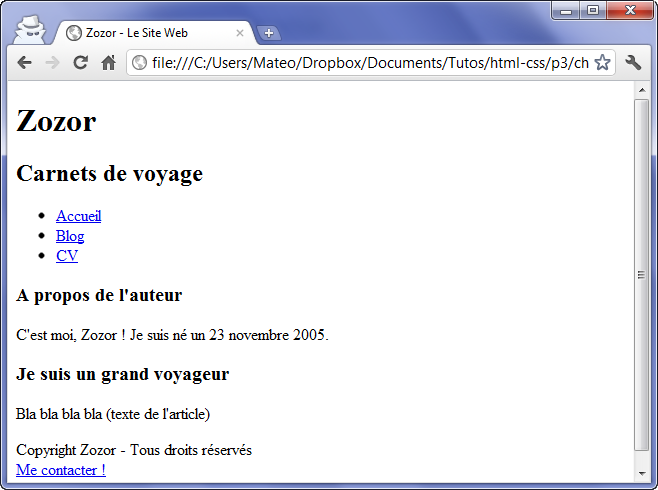 Zozor - Le Site Web
file:///C:/Users/Mateo/Dropbox/Documents/Tutos/html-css/p3/ch
Zozor
Carnets de voyage
Accueil
Blog
CV
A propos de l'auteur
C'est moi, Zozor ! Je suis né un 23 novembre 2005.
Je suis un grand voyageur
Bla bla bla bla (texte de l'article)
Copyright Zozor - Tous droits réservés
Me contacter !